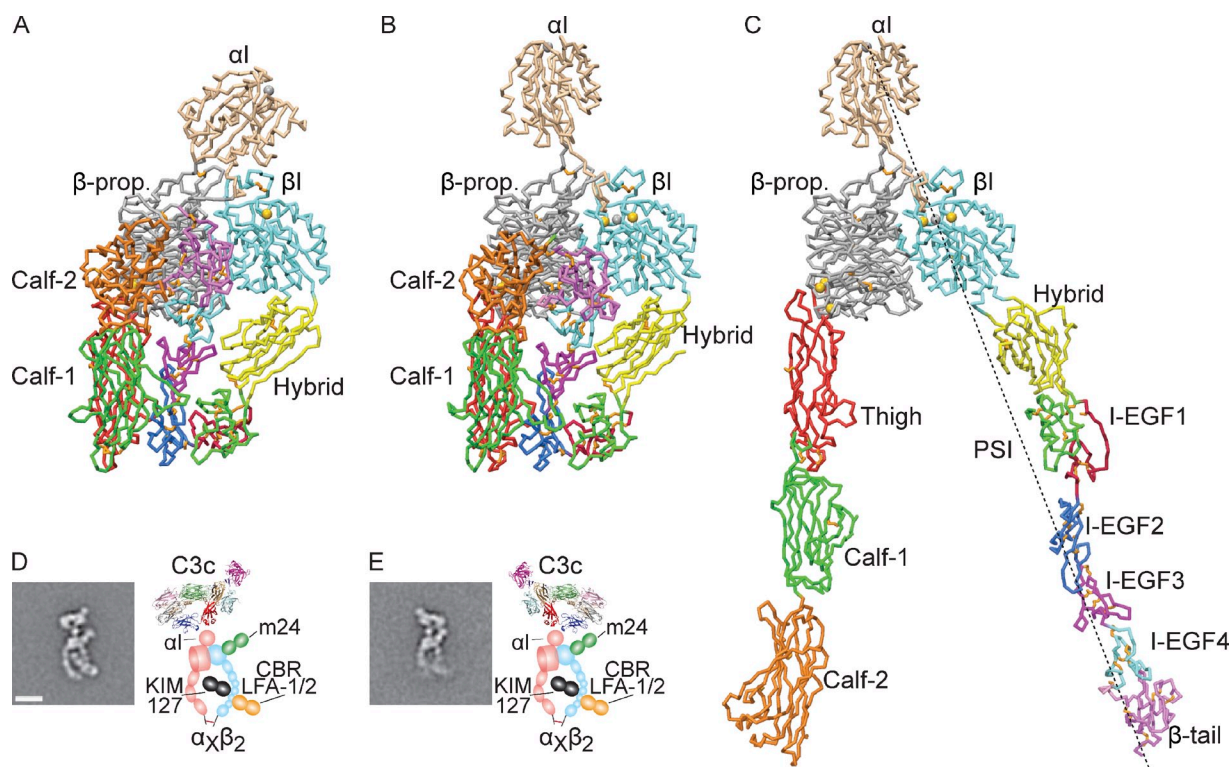 A
αI
β-prop.
βI
Calf-2
Calf-1
Hybrid
B
αI
β-prop.
βI
Calf-2
Calf-1
Hybrid
C
αI
β-prop.
βI
Hybrid
I-EGF1
Thigh
PSI
I-EGF2
Calf-1
I-EGF3
I-EGF4
Calf-2
β-tail
D
C3c
αI
m24
CBR
KIM
127
LFA-1/2
αXβ2
E
C3c
αI
m24
CBR
KIM
127
LFA-1/2
αXβ2